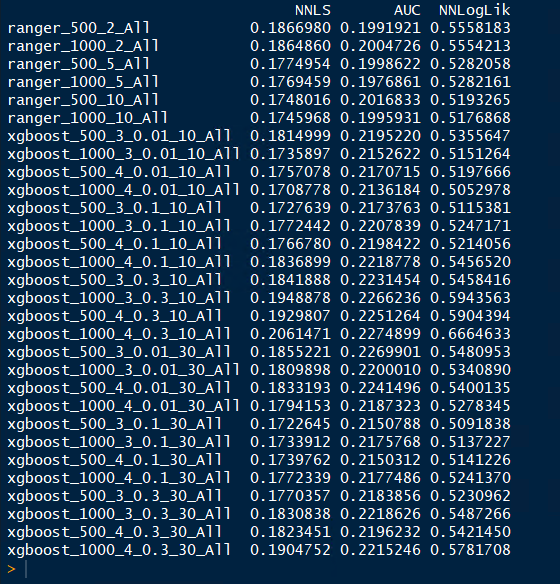 NNLS AUC NNLogLik
ranger_500_2_All 0.1866980 0.1991921 0.5558183
ranger_1000_2_All 0.1864860 0.2004726 0.5554213
ranger_500_5_All 0.1774954 0.1998622 0.5282058
ranger_1000_5_All 0.1769459 0.1976861 0.5282161
ranger_500_10_All 0.1748016 0.2016833 0.5193265
ranger_1000_10_All 0.1745968 0.1995931 0.5176868
xgboost_500_3_0.01_10_All 0.1814999 0.2195220 0.5355647
xgboost_1000_3_0.01_10_All 0.1735897 0.2152622 0.5151264
xgboost_500_4_0.01_10_All 0.1757078 0.2170715 0.5197666
xgboost_1000_4_0.01_10_All 0.1708778 0.2136184 0.5052978
xgboost_500_3_0.1_10_All 0.1727639 0.2173763 0.5115381
xgboost_1000_3_0.1_10_All 0.1772442 0.2207839 0.5247171
xgboost_500_4_0.1_10_All 0.1766780 0.2198422 0.5214056
xgboost_1000_4_0.1_10_All 0.1836899 0.2218778 0.5456520
xgboost_500_3_0.3_10_All 0.1841888 0.2231454 0.5458416
xgboost_1000_3_0.3_10_All 0.1948878 0.2266236 0.5943563
xgboost_500_4_0.3_10_All 0.1929807 0.2251264 0.5904394
xgboost_1000_4_0.3_10_All 0.2061471 0.2274899 0.6664633
xgboost_500_3_0.01_30_All 0.1855221 0.2269901 0.5480953
xgboost_1000_3_0.01_30_All 0.1809898 0.2200010 0.5340890
xgboost_500_4_0.01_30_All 0.1833193 0.2241496 0.5400135
xgboost_1000_4_0.01_30_All 0.1794153 0.2187323 0.5278345
xgboost_500_3_0.1_30_All 0.1722645 0.2150788 0.5091838
xgboost_1000_3_0.1_30_All 0.1733912 0.2175768 0.5137227
xgboost_500_4_0.1_30_All 0.1739762 0.2150312 0.5141226
xgboost_1000_4_0.1_30_All 0.1772339 0.2177486 0.5241370
xgboost_500_3_0.3_30_All 0.1770357 0.2183856 0.5230962
xgboost_1000_3_0.3_30_All 0.1830838 0.2218626 0.5487266
xgboost_500_4_0.3_30_All 0.1823451 0.2196232 0.5421450
xgboost_1000_4_0.3_30_All 0.1904752 0.2215246 0.5781708
>